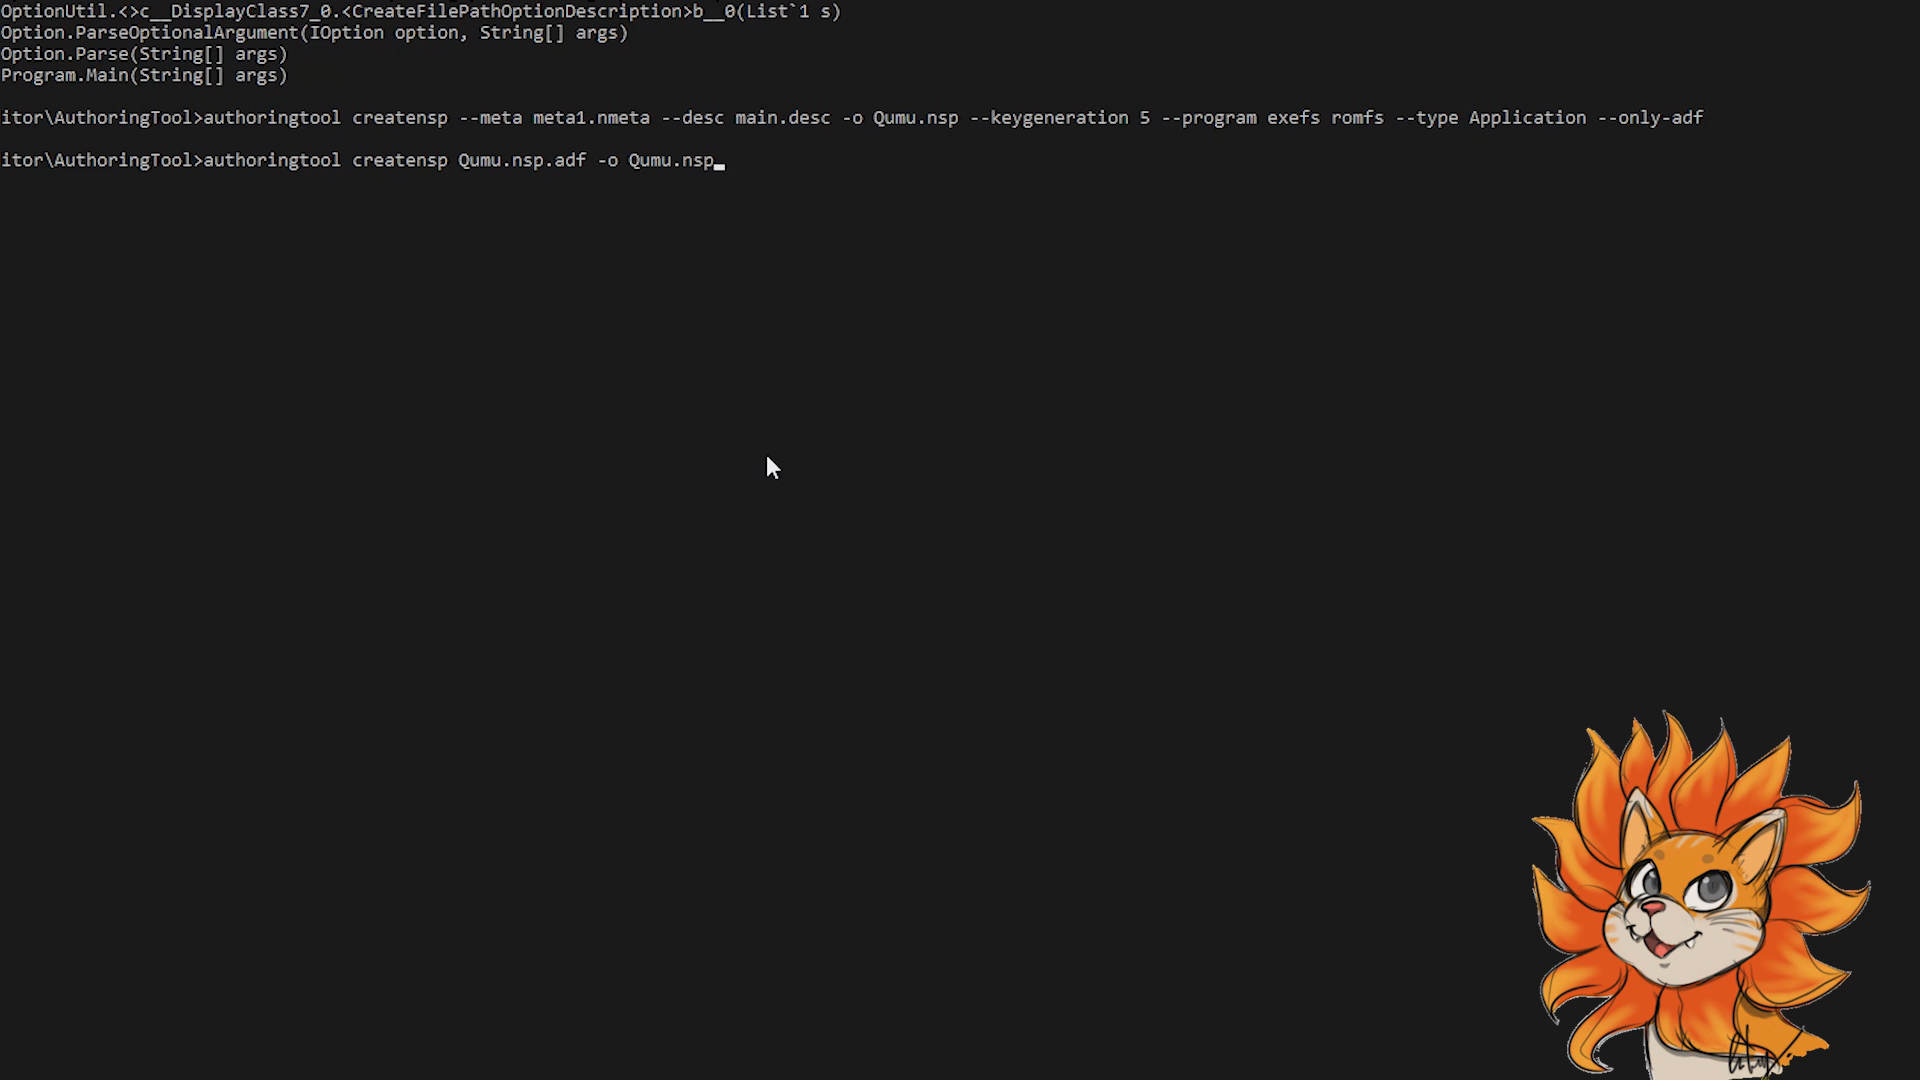 OptionUtil.<>c__DisplayClass7_0.<CreateFilePathOptionDescription>b__0(List`1 s)
Option.ParseOptionalArgument(IOption option, String[] args)
Option.Parse(String[] args)
Program.Main(String[] args)
itor\AuthoringTool>authoringtool creatensp --meta meta1.nmeta --desc main.desc -o Qumu.nsp --keygeneration 5 --program exefs romfs --type Application --only-adf
itor\AuthoringTool>authoringtool creatensp Qumu.nsp.adf -o Qumu.nsp